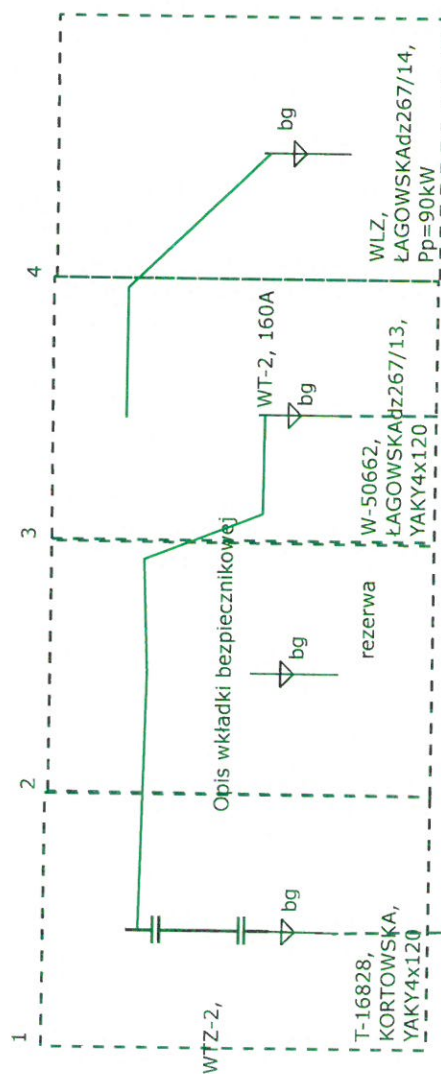 1
2
3
4
WTZ-2,
bg
T-16828,
KORTOWSKA,
YAKY4x120
Opis wkładki bezpiecznikowej
bg
rezerwa
WT-2, 160A
bg
W-50662,
ŁAGOWSKAdz267/13,
YAKY4x120
bg
WLZ,
ŁAGOWSKAdz267/14,
Pp=90kW